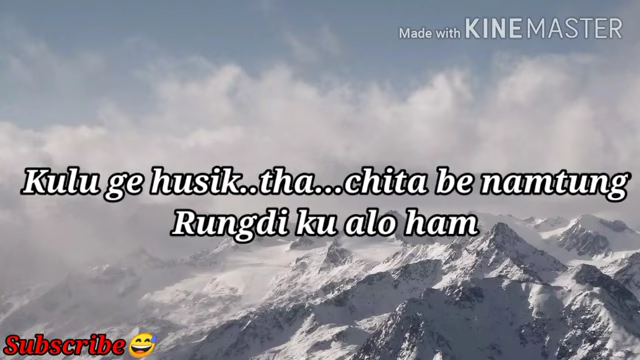 Made with KINEMASTER
Kulu ge husik..tha...chita be namtung
Rungdi ku alo ham
Subscribe😅